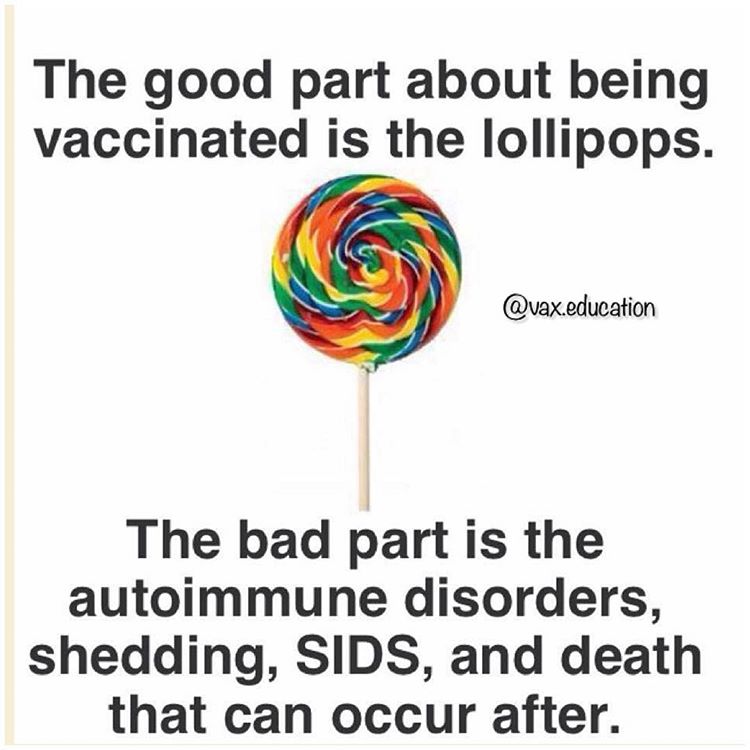 The good part about being
vaccinated is the lollipops.
@vax.education
The bad part is the
autoimmune disorders,
shedding, SIDS, and death
that can occur after.